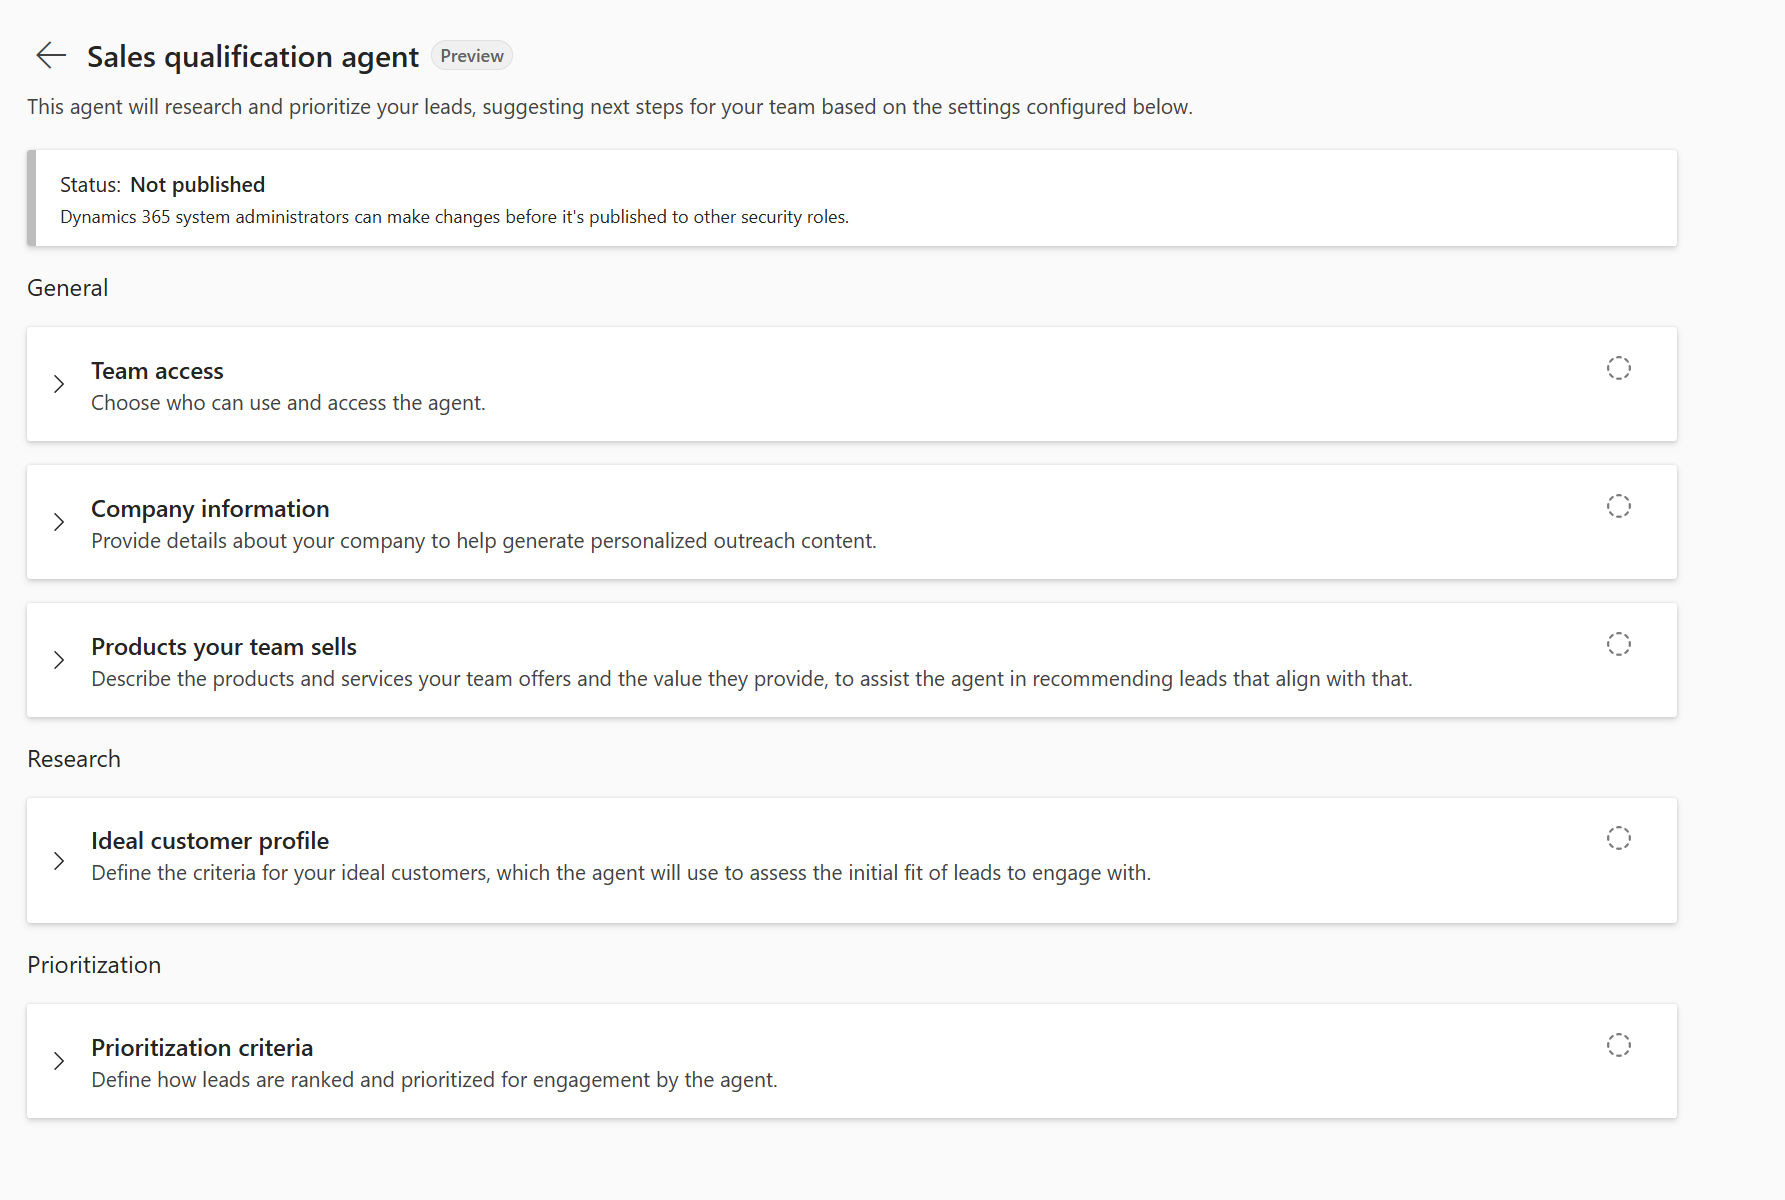 Sales qualification agent Preview
This agent will research and prioritize your leads, suggesting next steps for your team based on the settings configured below.
Status: Not published
Dynamics 365 system administrators can make changes before it's published to other security roles.
General
Team access
Choose who can use and access the agent.
Company information
Provide details about your company to help generate personalized outreach content.
Products your team sells
Describe the products and services your team offers and the value they provide, to assist the agent in recommending leads that align with that.
Research
Ideal customer profile
Define the criteria for your ideal customers, which the agent will use to assess the initial fit of leads to engage with.
Prioritization
Prioritization criteria
Define how leads are ranked and prioritized for engagement by the agent.